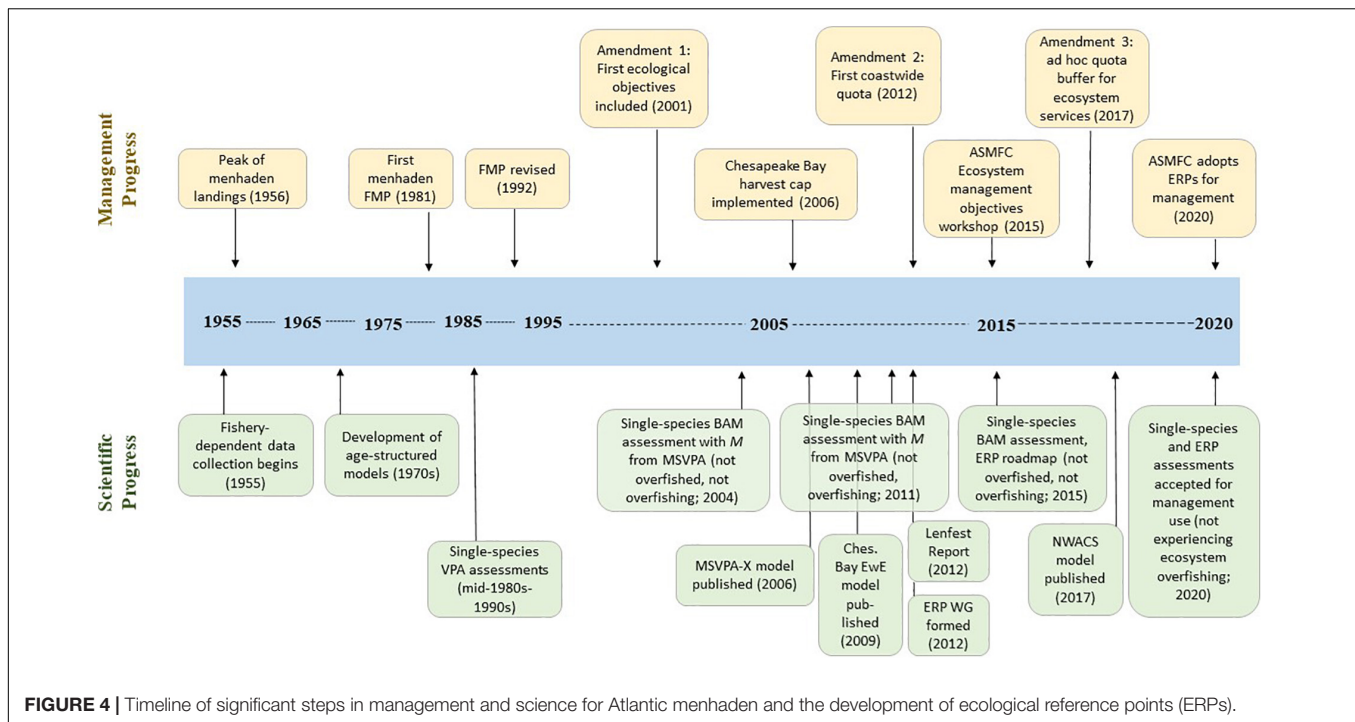 Management
Progress
Amendment 1:
First ecological
objectives
included (2001)
Amendment 2:
First coastwide
quota (2012)
Amendment 3:
ad hoc quota
buffer for
ecosystem
services (2017)
Peak of
menhaden
landings (1956)
First
menhaden
FMP (1981)
FMP revised
(1992)
Chesapeake Bay
harvest cap
implemented (2006)
ASMFC
Ecosystem
management
objectives
workshop (2015)
ASMFC adopts
ERPs for
management
(2020)
1955 1965 1975 1985 1995 2005 2015 2020
Scientific
Progress
Fishery-
dependent data
collection begins
(1955)
Development of
age-structured
models (1970s)
Single-species
VPA assessments
(mid-1980s-
1990s)
Single-species BAM
assessment with M
from MSVPA (not
overfished, not
overfishing; 2004)
MSVPA-X model
published (2006)
Single-species BAM
assessment with M
from MSVPA (not
overfished,
overfishing; 2011)
Ches.
Bay EwE
model
pub-
lished
(2009)
Lenfest
Report
(2012)
ERP WG
formed
(2012)
Single-species
BAM assessment,
ERP roadmap (not
overfished, not
overfishing; 2015)
NWACS
model
published
(2017)
Single-species
and ERP
assessments
accepted for
management
use (not
experiencing
ecosystem
overfishing;
2020)
FIGURE 4 | Timeline of significant steps in management and science for Atlantic menhaden and the development of ecological reference points (ERPs).